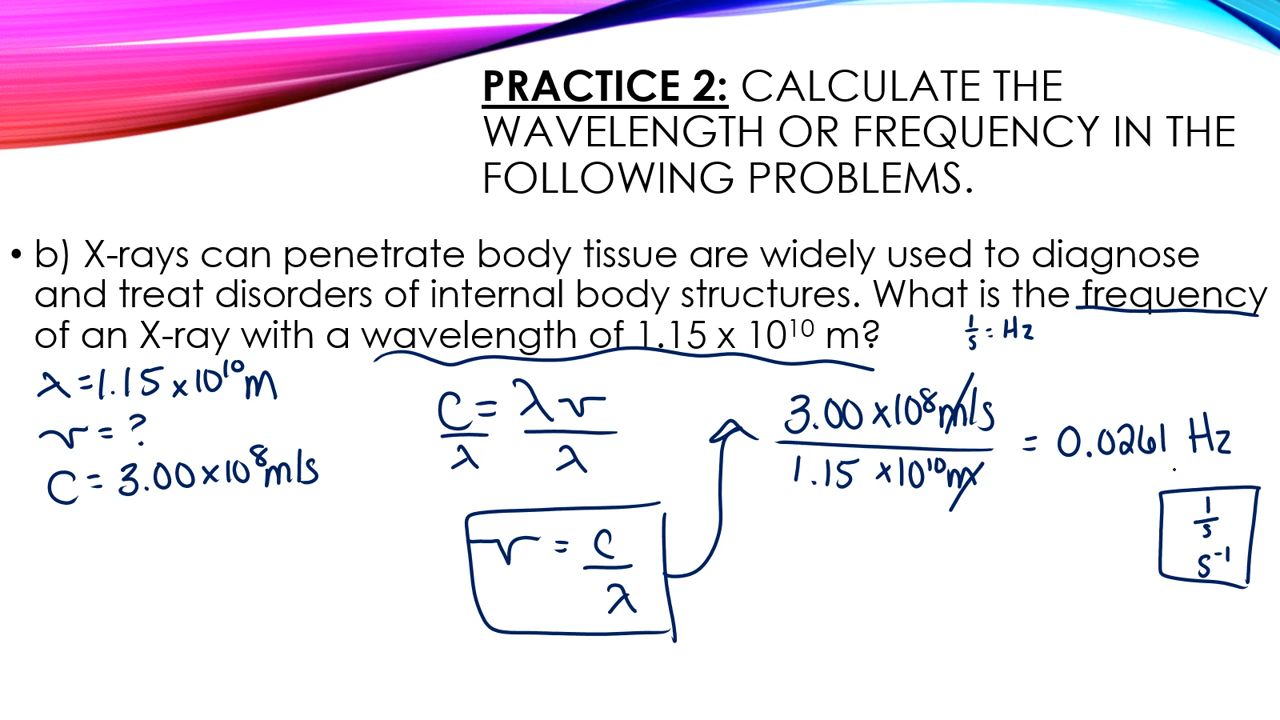 PRACTICE 2: CALCULATE THE
WAVELENGTH OR FREQUENCY IN THE
FOLLOWING PROBLEMS.
• b) X-rays can penetrate body tissue are widely used to diagnose
and treat disorders of internal body structures. What is the frequency
of an X-ray with a wavelength of 1.15 x 10¹⁰ m?
1/s = Hz
λ = 1.15 x 10¹⁰ m
ν = ?
C = 3.00 x 10⁸ m/s
C/λ = λν/λ
ν = C/λ
3.00 x 10⁸ m/s / 1.15 x 10¹⁰ m = 0.0261 Hz
1/s
s⁻¹